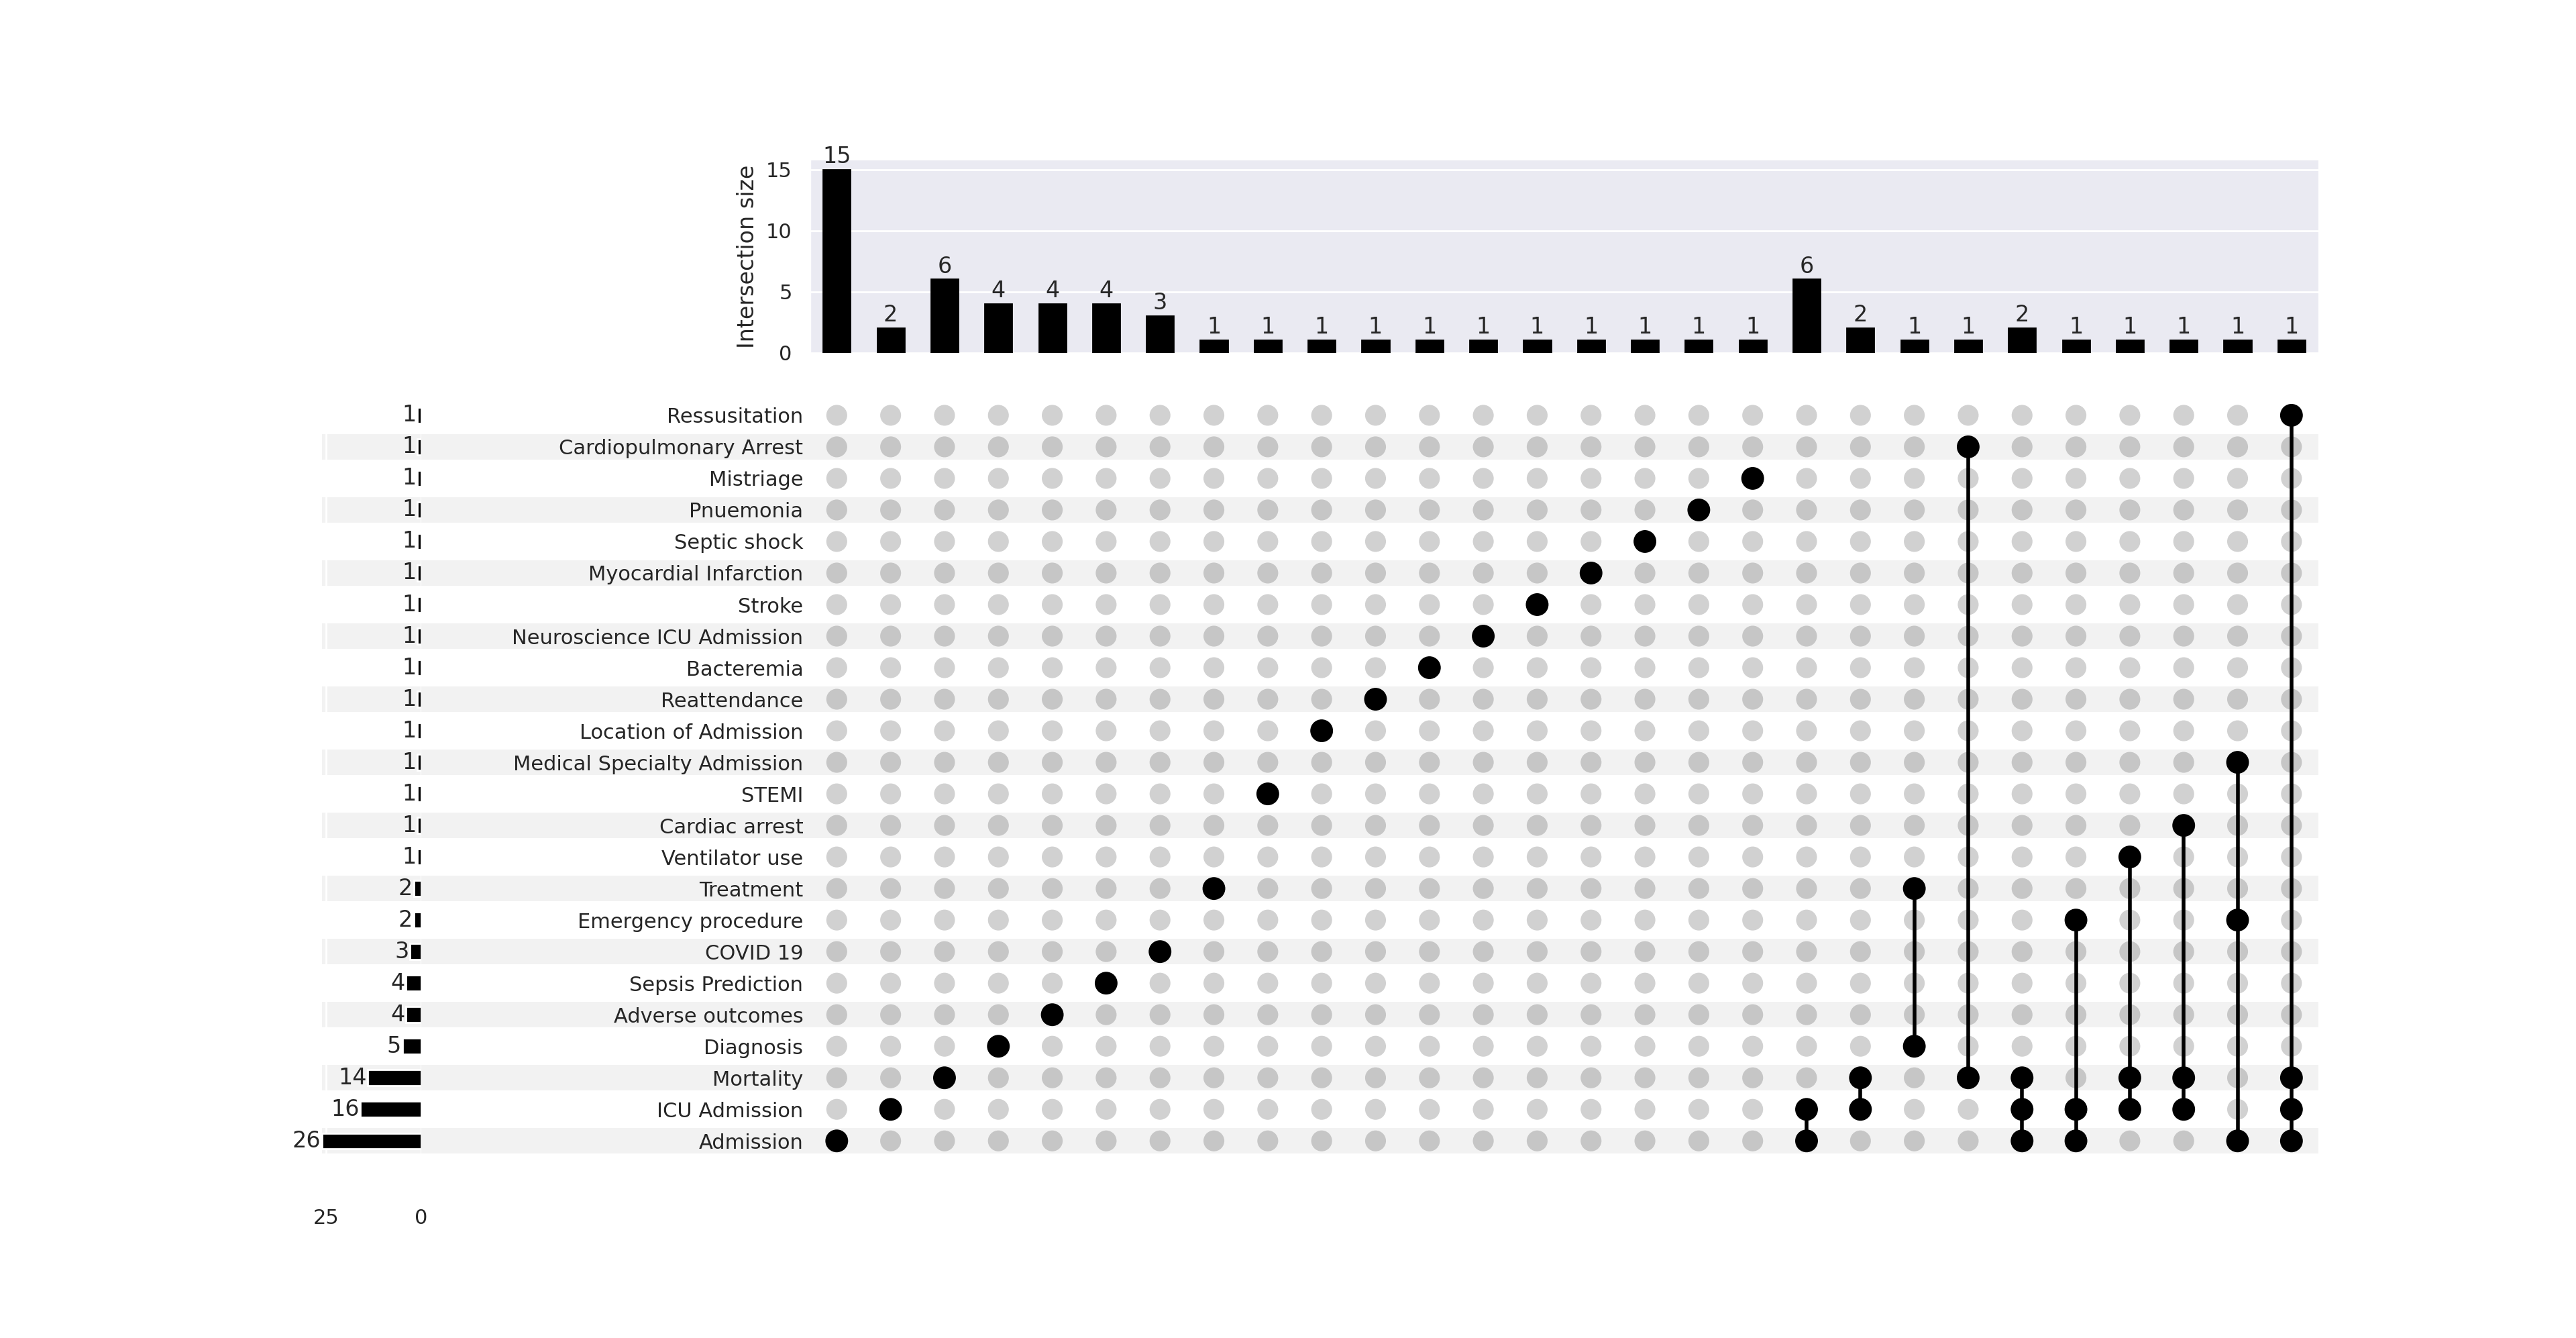 15
15
10
5
0
Intersection size
2
6
4
4
4
3
1
1
1
1
1
1
1
1
1
1
1
6
2
1
1
2
1
1
1
1
1
1 Ressusitation
1 Cardiopulmonary Arrest
1 Mistriage
1 Pnuemonia
1 Septic shock
1 Myocardial Infarction
1 Stroke
1 Neuroscience ICU Admission
1 Bacteremia
1 Reattendance
1 Location of Admission
1 Medical Specialty Admission
1 STEMI
1 Cardiac arrest
1 Ventilator use
2 Treatment
2 Emergency procedure
3 COVID 19
4 Sepsis Prediction
4 Adverse outcomes
5 Diagnosis
14 Mortality
16 ICU Admission
26 Admission
25 0